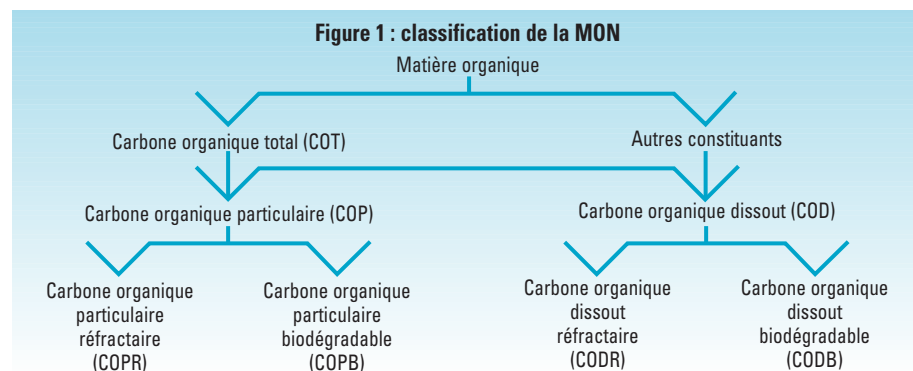 Figure 1 : classification de la MON
Matière organique
Carbone organique total (COT)
Autres constituants
Carbone organique particulaire (COP)
Carbone organique dissout (COD)
Carbone organique
particulaire
réfractaire
(COPR)
Carbone organique
particulaire
biodégradable
(COPB)
Carbone organique
dissout
réfractaire
(CODR)
Carbone organique
dissout
biodégradable
(CODB)